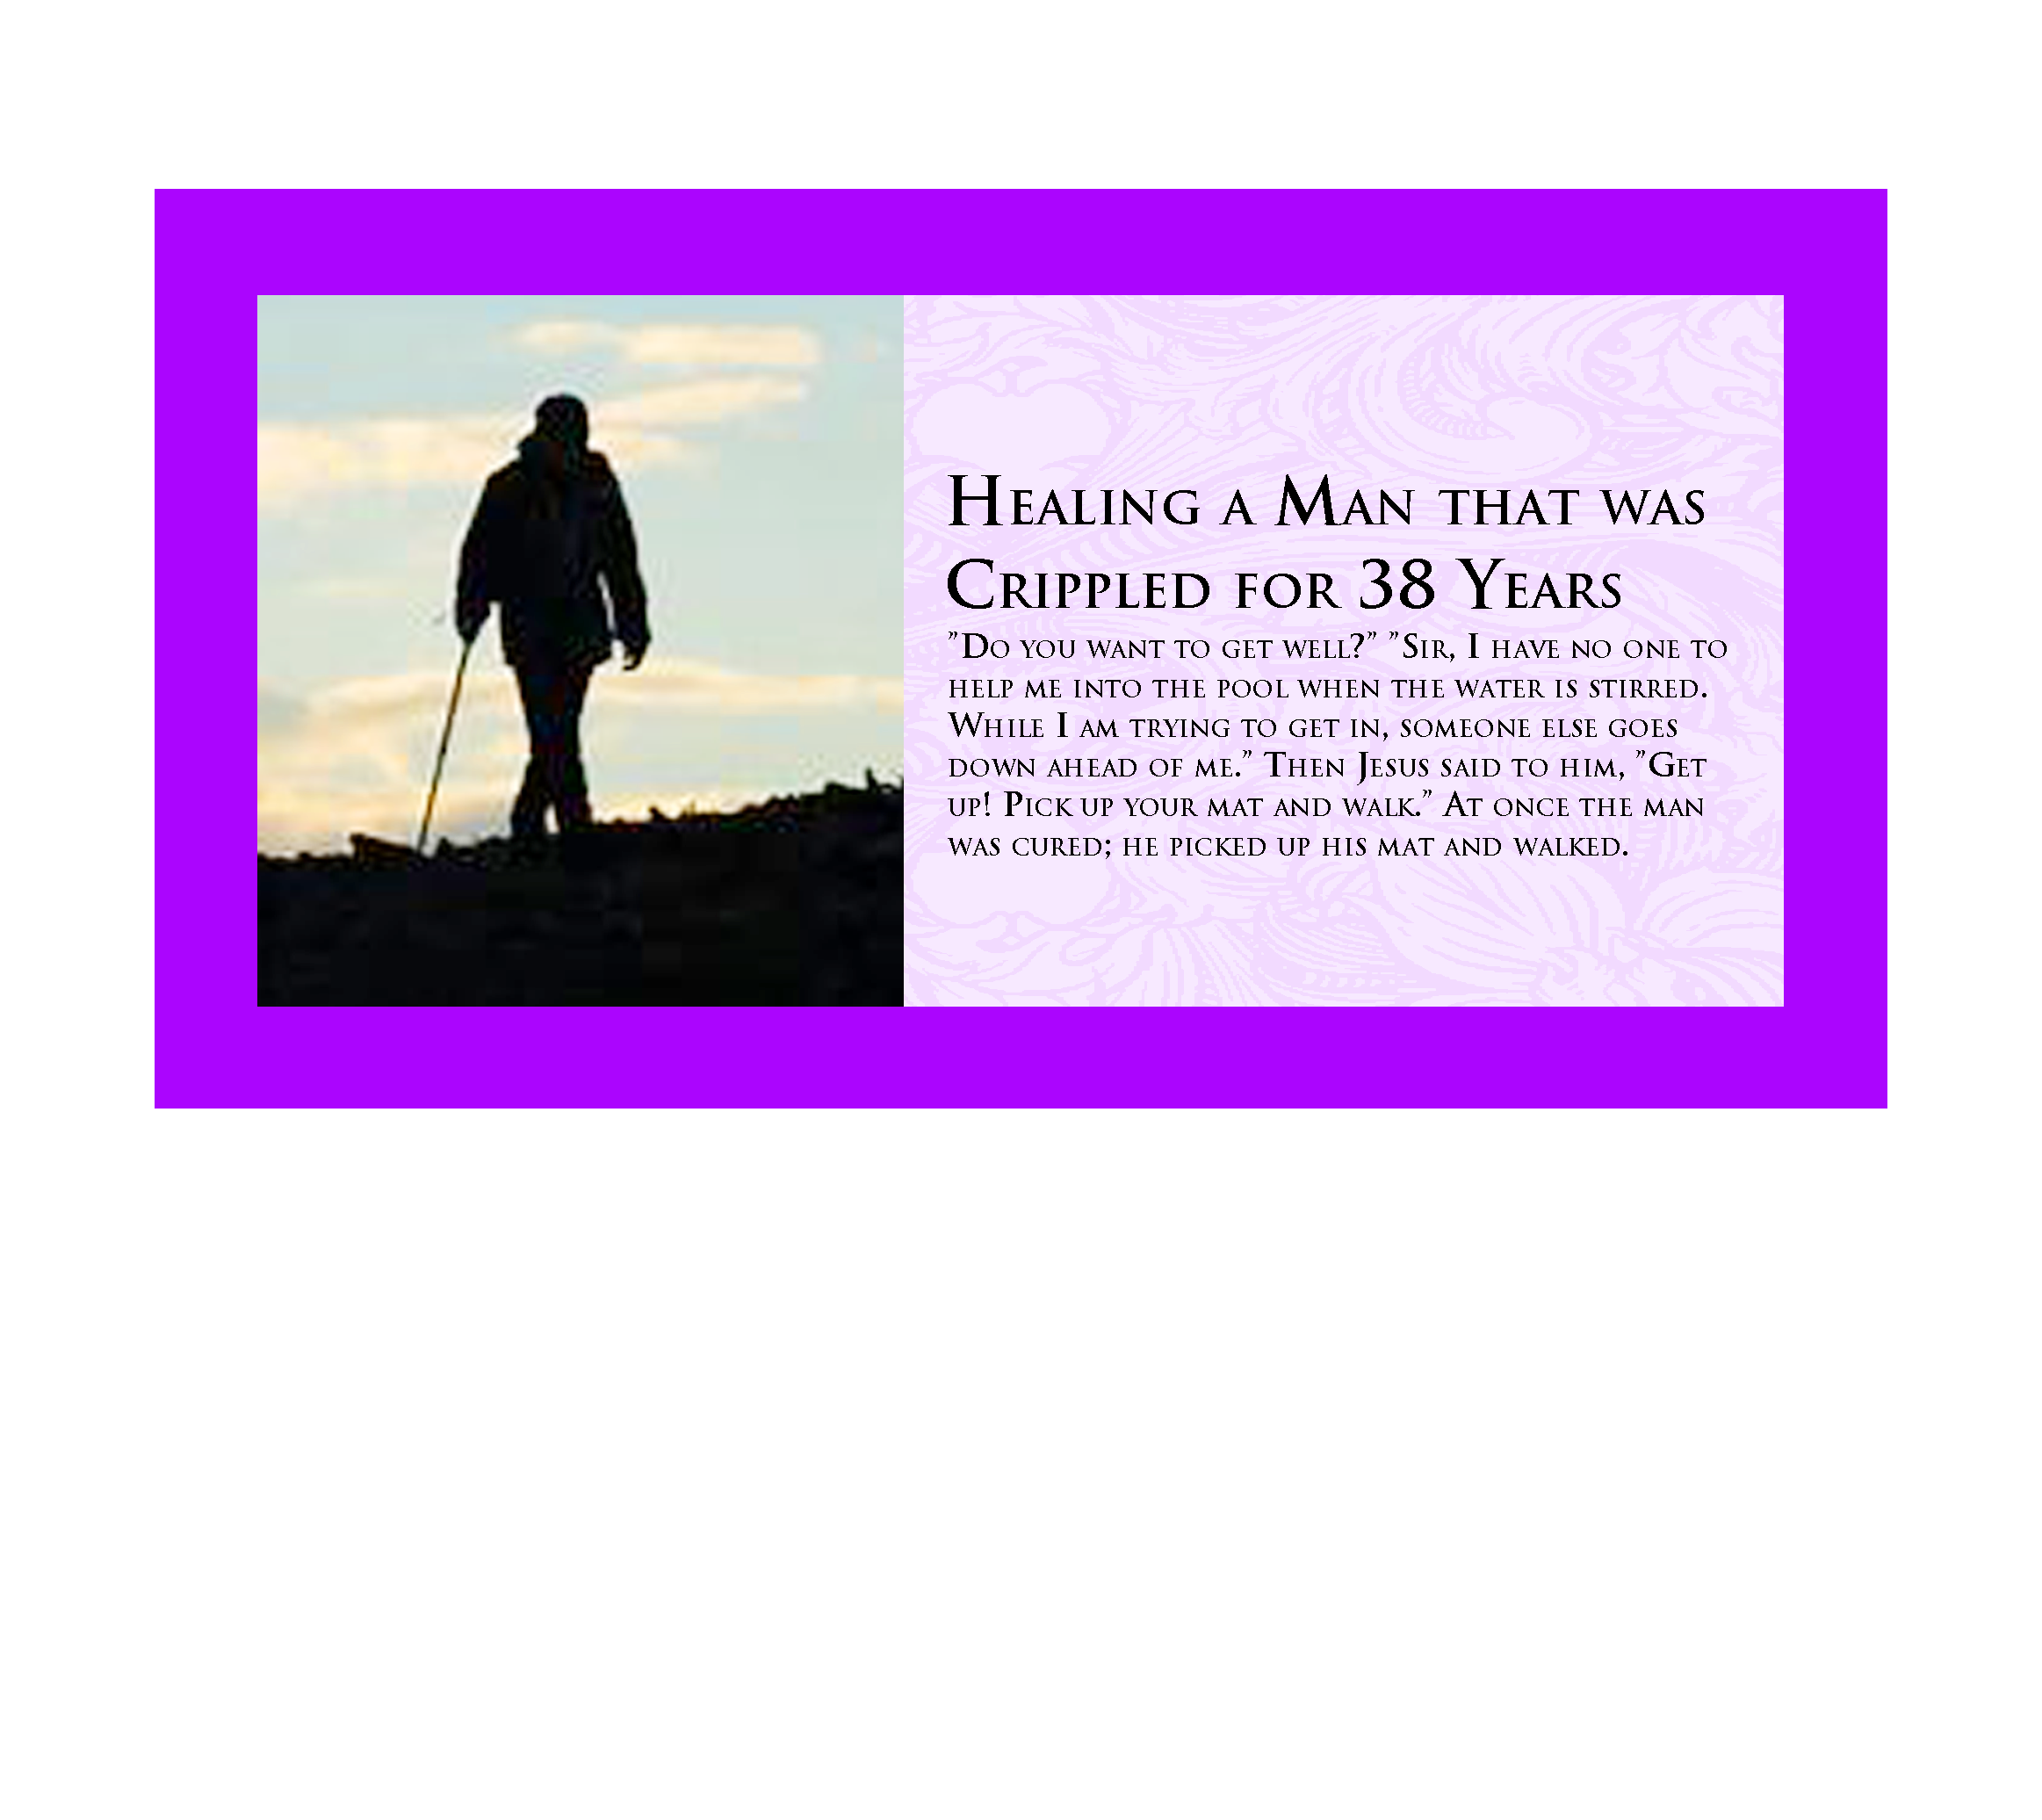 Healing a Man that was
Crippled for 38 Years
”Do you want to get well?” ”Sir, I have no one to
help me into the pool when the water is stirred.
While I am trying to get in, someone else goes
down ahead of me.” Then Jesus said to him, ”Get
up! Pick up your mat and walk.” At once the man
was cured; he picked up his mat and walked.